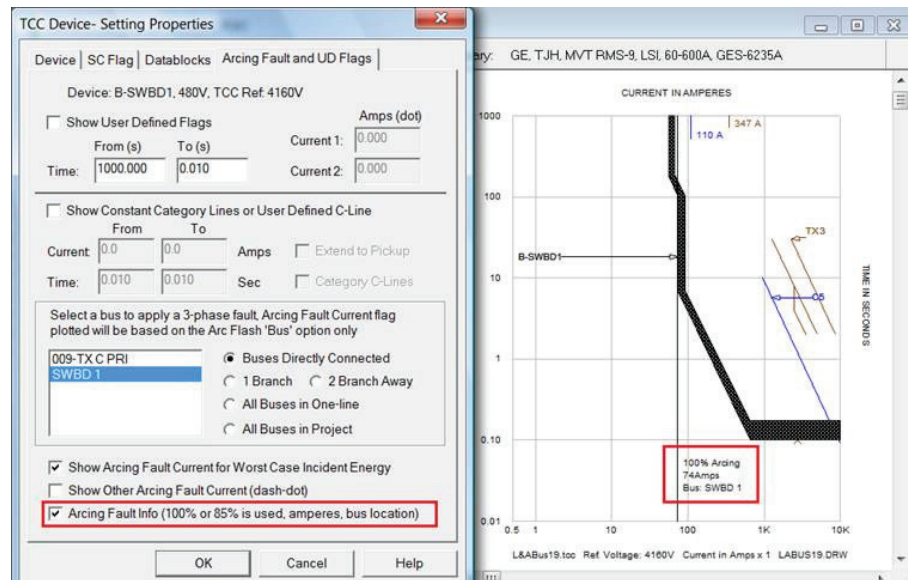 TCC Device- Setting Properties
Device
SC Flag
Datablocks
Arcing Fault and UD Flags
Device: B-SWBD1, 480V, TCC Ref: 4160V
Show User Defined Flags
Amps (dot)
From (s) To (s)
Current 1: 0.000
Time: 1000.000 0.010
Current 2: 0.000
Show Constant Category Lines or User Defined C-Line
From To
Current: 0.0 0.0 Amps Extend to Pickup
Time: 0.010 0.010 Sec Category C-Lines
Select a bus to apply a 3-phase fault, Arcing Fault Current flag
plotted will be based on the Arc Flash 'Bus' option only
009-TX C PRI
SWBD 1
Buses Directly Connected
1 Branch 2 Branch Away
All Buses in One-line
All Buses in Project
Show Arcing Fault Current for Worst Case Incident Energy
Show Other Arcing Fault Current (dash-dot)
Arcing Fault Info (100% or 85% is used, amperes, bus location)
OK Cancel Help
ary: GE, TJH, MVT RMS-9, LSI, 60-600A, GES-6235A
CURRENT IN AMPERES
1000
347 A
110 A
100
TX3
B-SWBD1
10
C5
TIME IN SECONDS
1
0.10
100% Arcing
74Amps
Bus: SWBD 1
0.01
0.5 1 10 100 1K 10K
L&ABus19.tcc Ref. Voltage: 4160V Current in Amps x 1 LABUS19.DRW